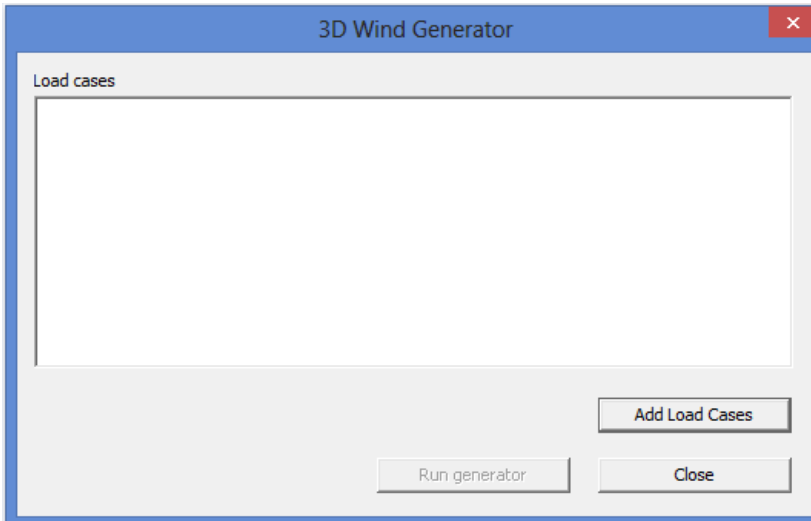 3D Wind Generator
Load cases
Add Load Cases
Run generator
Close